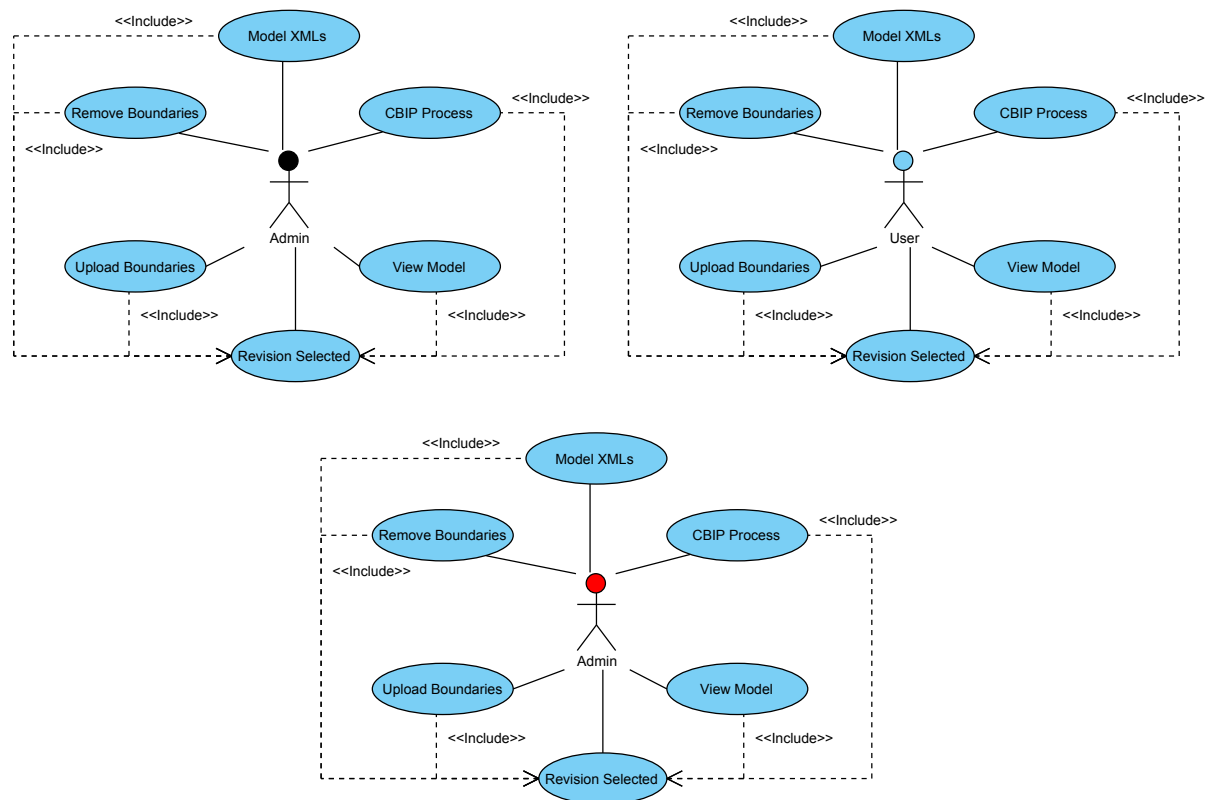 <<Include>>
Model XMLs
Remove Boundaries
CBIP Process
<<Include>>
<<Include>>
Admin
Upload Boundaries
View Model
<<Include>>
<<Include>>
Revision Selected
<<Include>>
Model XMLs
Remove Boundaries
CBIP Process
<<Include>>
<<Include>>
User
Upload Boundaries
View Model
<<Include>>
<<Include>>
Revision Selected
<<Include>>
Model XMLs
Remove Boundaries
CBIP Process
<<Include>>
<<Include>>
Admin
Upload Boundaries
View Model
<<Include>>
<<Include>>
Revision Selected